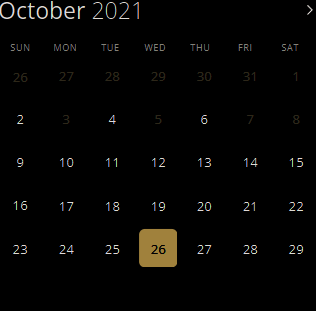 October 2021
SUN MON TUE WED THU FRI SAT
26 27 28 29 30 31 1
2 3 4 5 6 7 8
9 10 11 12 13 14 15
16 17 18 19 20 21 22
23 24 25 26 27 28 29